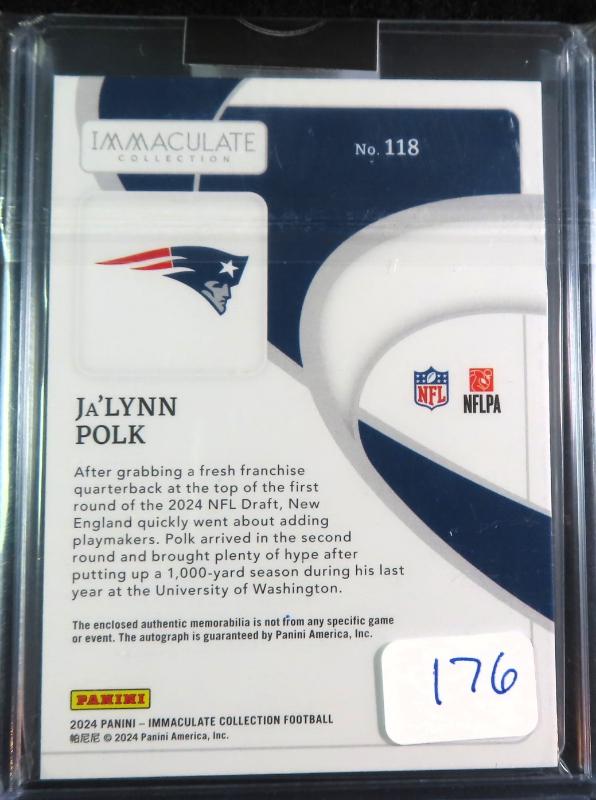 IMMACULATE
COLLECTION
No. 118
NFL
NFLPA
Ja'LYNN
POLK
After grabbing a fresh franchise
quarterback at the top of the first
round of the 2024 NFL Draft, New
England quickly went about adding
playmakers. Polk arrived in the second
round and brought plenty of hype after
putting up a 1,000-yard season during his last
year at the University of Washington.
The enclosed authentic memorabilia is not from any specific game
or event. The autograph is guaranteed by Panini America, Inc.
176
PANINI
2024 PANINI – IMMACULATE COLLECTION FOOTBALL
帕尼尼 © 2024 Panini America, Inc.